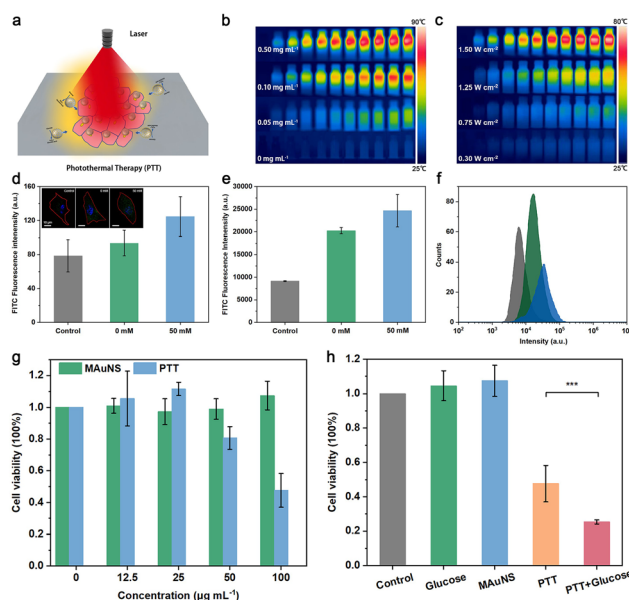 a
Laser
Photothermal Therapy (PTT)
b
90℃
0.50 mg mL⁻¹
0.10 mg mL⁻¹
0.05 mg mL⁻¹
0 mg mL⁻¹
25℃
c
80℃
1.50 W cm⁻²
1.25 W cm⁻²
0.75 W cm⁻²
0.30 W cm⁻²
25℃
d
FITC Fluorescence intenensity (a.u.)
160
120
80
40
0
Control 0 mM 50 mM
e
FITC Fluorescence Intenensity (a.u.)
30000
25000
20000
15000
10000
5000
0
Control 0 mM 50 mM
f
Counts
80
60
40
20
0
10² 10³ 10⁴ 10⁵ 10⁶ 10⁷
Intensity (a.u.)
g
MAuNS PTT
Cell viability (100%)
1.2
1.0
0.8
0.6
0.4
0.2
0.0
0 12.5 25 50 100
Concentration (μg mL⁻¹)
h
***
Cell viability (100%)
1.2
1.0
0.8
0.6
0.4
0.2
0.0
Control Glucose MAuNS PTT PTT+Glucose